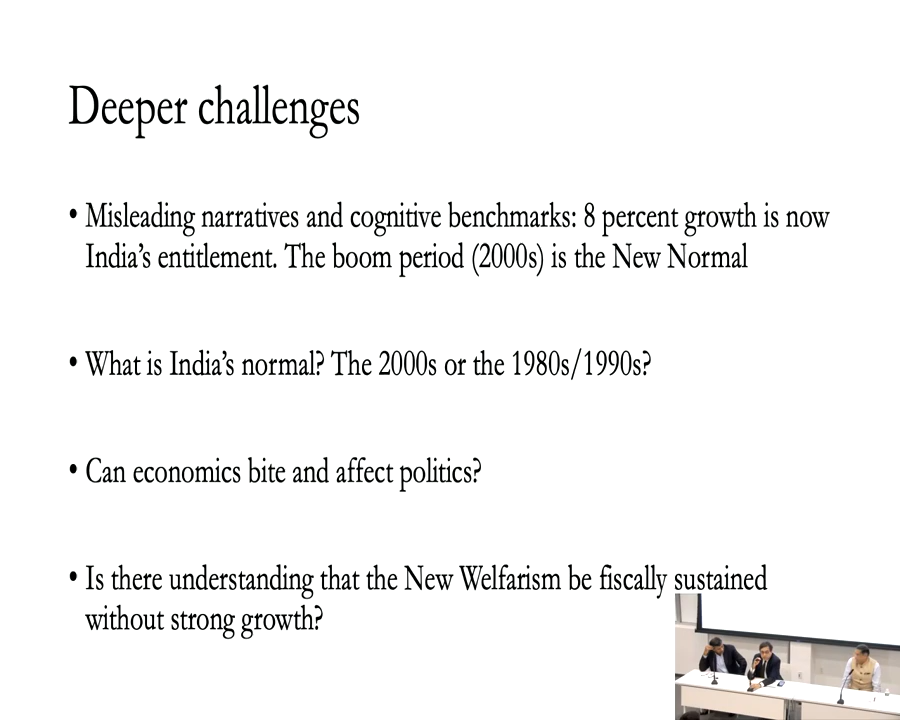 Deeper challenges
• Misleading narratives and cognitive benchmarks: 8 percent growth is now
India’s entitlement. The boom period (2000s) is the New Normal
• What is India’s normal? The 2000s or the 1980s/1990s?
• Can economics bite and affect politics?
• Is there understanding that the New Welfarism be fiscally sustained
without strong growth?